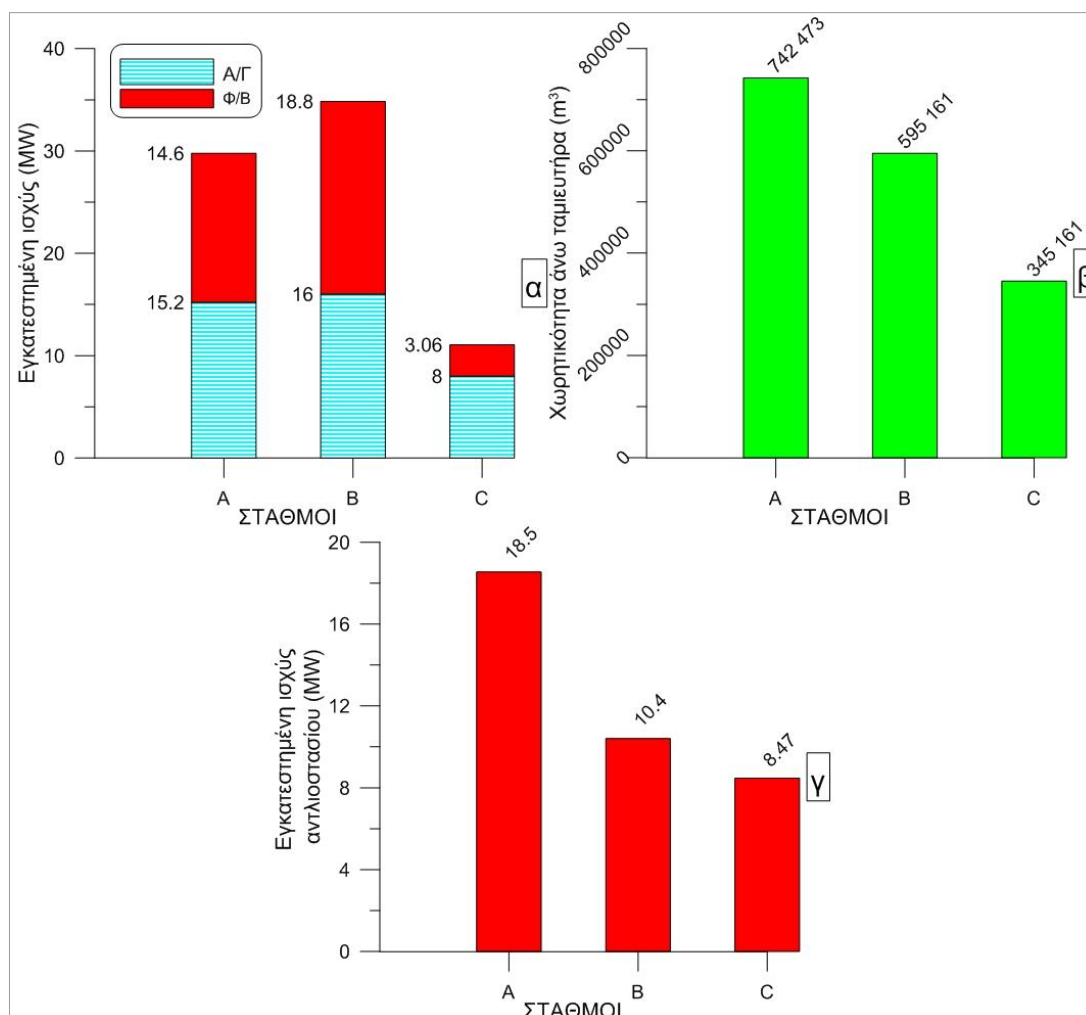 Εγκατεστημένη ισχύς (MW)
40
30
20
10
0
Α/Γ
Φ/Β
14.6
15.2
18.8
16
3.06
8
α
A
B
C
ΣΤΑΘΜΟΙ
Χωρητικότητα άνω ταμιευτήρα (m³)
800000
600000
400000
200000
0
742 473
595 161
345 161
β
A
B
C
ΣΤΑΘΜΟΙ
Εγκατεστημένη ισχύς
αντλιοστασίου (MW)
20
16
12
8
4
0
18.5
10.4
8.47
γ
A
B
C
ΣΤΑΘΜΟΙ